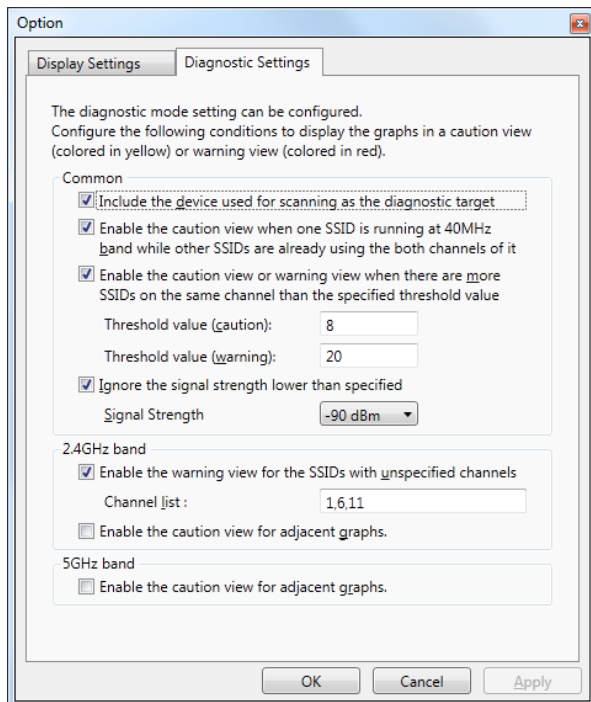 Option
Display Settings
Diagnostic Settings
The diagnostic mode setting can be configured.
Configure the following conditions to display the graphs in a caution view
(colored in yellow) or warning view (colored in red).
Common
Include the device used for scanning as the diagnostic target
Enable the caution view when one SSID is running at 40MHz
band while other SSIDs are already using the both channels of it
Enable the caution view or warning view when there are more
SSIDs on the same channel than the specified threshold value
Threshold value (caution): 8
Threshold value (warning): 20
Ignore the signal strength lower than specified
Signal Strength -90 dBm
2.4GHz band
Enable the warning view for the SSIDs with unspecified channels
Channel list : 1,6,11
Enable the caution view for adjacent graphs.
5GHz band
Enable the caution view for adjacent graphs.
OK Cancel Apply